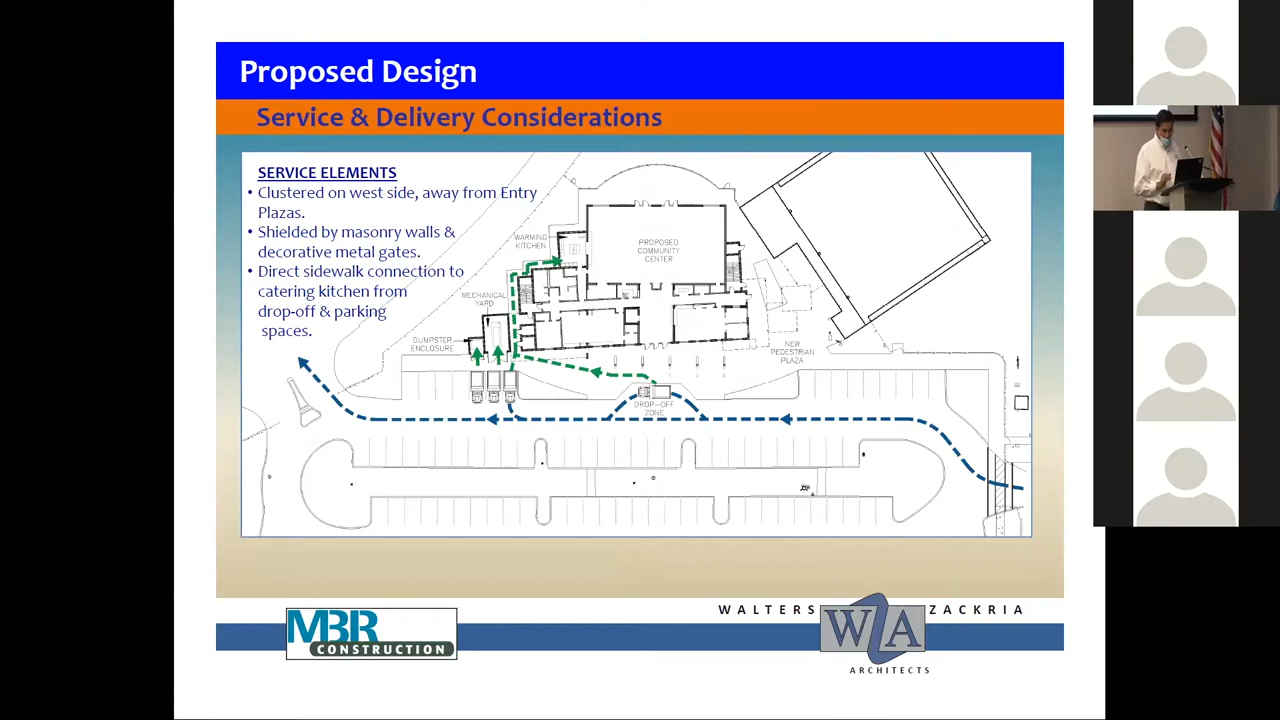 Proposed Design
Service & Delivery Considerations
SERVICE ELEMENTS
• Clustered on west side, away from Entry
Plazas.
• Shielded by masonry walls &
decorative metal gates.
• Direct sidewalk connection to
catering kitchen from
drop-off & parking
spaces.
WARMING
KITCHEN
PROPOSED
COMMUNITY
CENTER
MECHANICAL
YARD
DUMPSTER
ENCLOSURE
NEW
PEDESTRIAN
PLAZA
DROP-OFF
ZONE
MBR
CONSTRUCTION
WALTERS ZACKRIA
WZA
ARCHITECTS